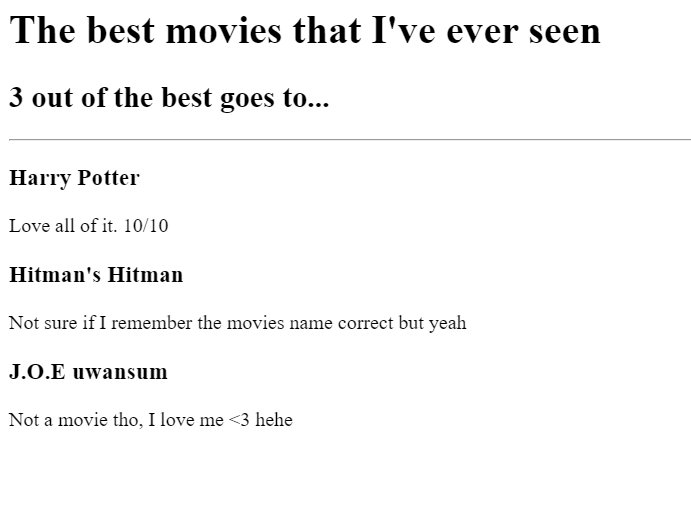 The best movies that I've ever seen
3 out of the best goes to...
Harry Potter
Love all of it. 10/10
Hitman's Hitman
Not sure if I remember the movies name correct but yeah
J.O.E uwansum
Not a movie tho, I love me <3 hehe